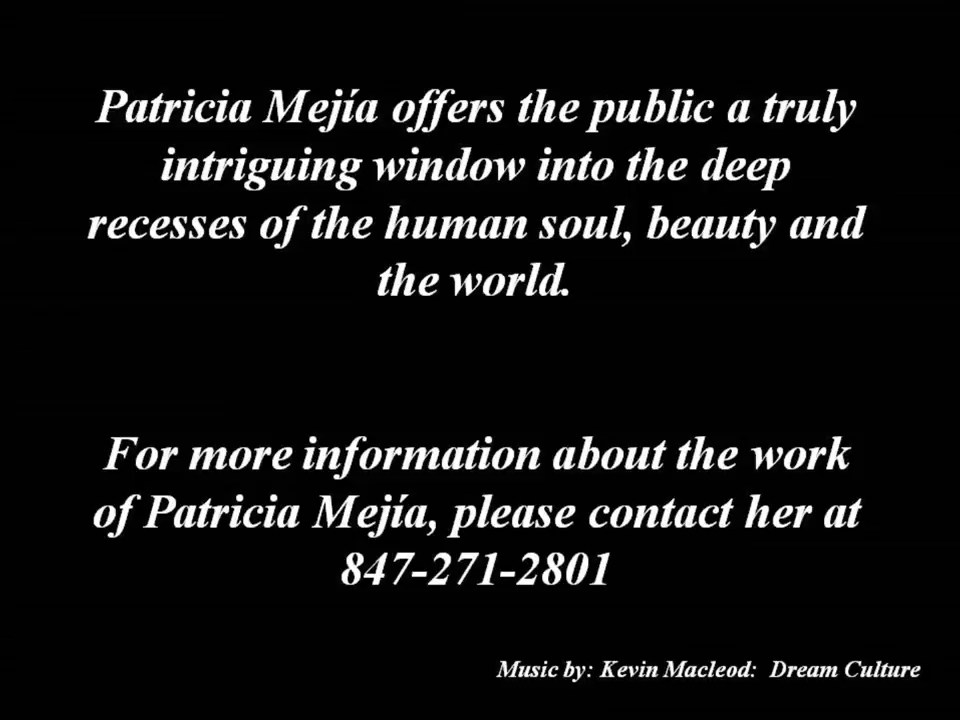 Patricia Mejía offers the public a truly
intriguing window into the deep
recesses of the human soul, beauty and
the world.
For more information about the work
of Patricia Mejía, please contact her at
847-271-2801
Music by: Kevin Macleod:  Dream Culture